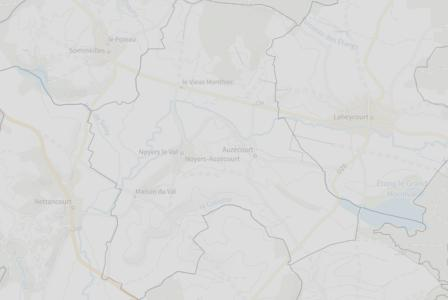 le Poteau
Sommeilles
le Vieux Monthier
Laheycourt
Noyers le Val
Auzécourt
Noyers-Auzécourt
Maison du Val
Nettancourt
Étang le Grand